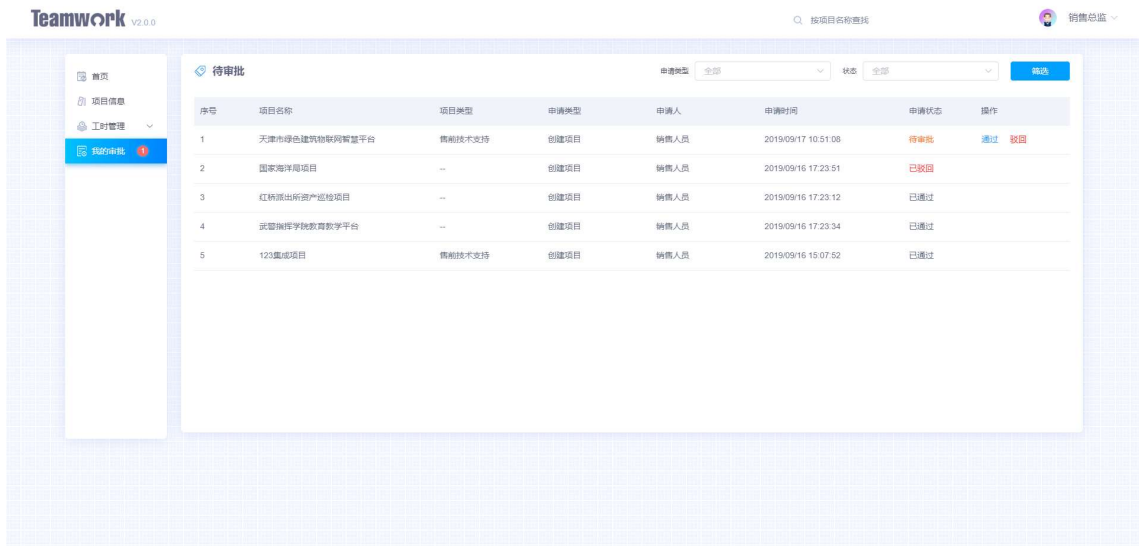 Teamwork V2.0.0
按项目名称查找
销售总监
首页
项目信息
工时管理
我的审批 1
待审批
申请类型 全部 状态 全部 筛选
序号 项目名称 项目类型 申请类型 申请人 申请时间 申请状态 操作
1 天津市绿色建筑物联网智慧平台 售前技术支持 创建项目 销售人员 2019/09/17 10:51:08 待审批 通过 驳回
2 国家海洋局项目 -- 创建项目 销售人员 2019/09/16 17:23:51 已驳回
3 红桥派出所资产巡检项目 -- 创建项目 销售人员 2019/09/16 17:23:12 已通过
4 武警指挥学院教育教学平台 -- 创建项目 销售人员 2019/09/16 17:23:34 已通过
5 123集成项目 售前技术支持 创建项目 销售人员 2019/09/16 15:07:52 已通过